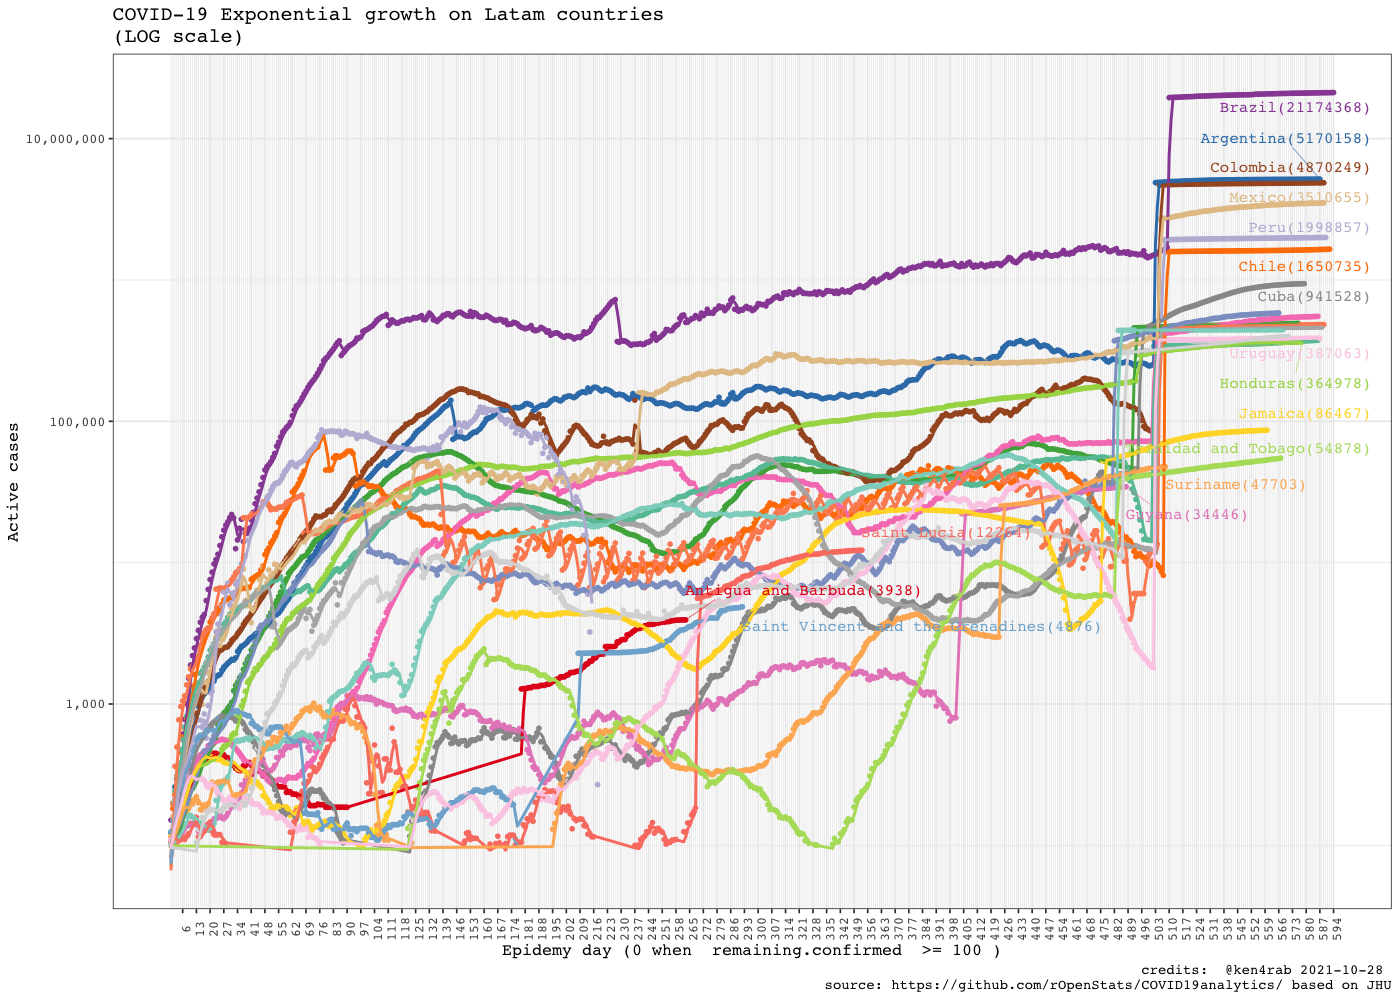 COVID-19 Exponential growth on Latam countries
(LOG scale)
Brazil(21174368)
10,000,000
Argentina(5170158)
Colombia(4870249)
Mexico(3510655)
Peru(1998857)
Chile(1650735)
Cuba(941528)
Uruguay(387063)
Honduras(364978)
Jamaica(86467)
100,000
Trinidad and Tobago(54878)
Suriname(47703)
Guyana(34446)
Saint Lucia(12264)
Antigua and Barbuda(3938)
Saint Vincent and the Grenadines(4876)
1,000
Active cases
6 13 20 27 34 41 48 55 62 69 76 83 90 97 104 111 118 125 132 139 146 153 160 167 174 181 188 195 202 209 216 223 230 237 244 251 258 265 272 279 286 293 300 307 314 321 328 335 342 349 356 363 370 377 384 391 398 405 412 419 426 433 440 447 454 461 468 475 482 489 496 503 510 517 524 531 538 545 552 559 566 573 580 587 594
Epidemy day (0 when remaining.confirmed >= 100 )
credits: @ken4rab 2021-10-28
source: https://github.com/rOpenStats/COVID19analytics/ based on JHU